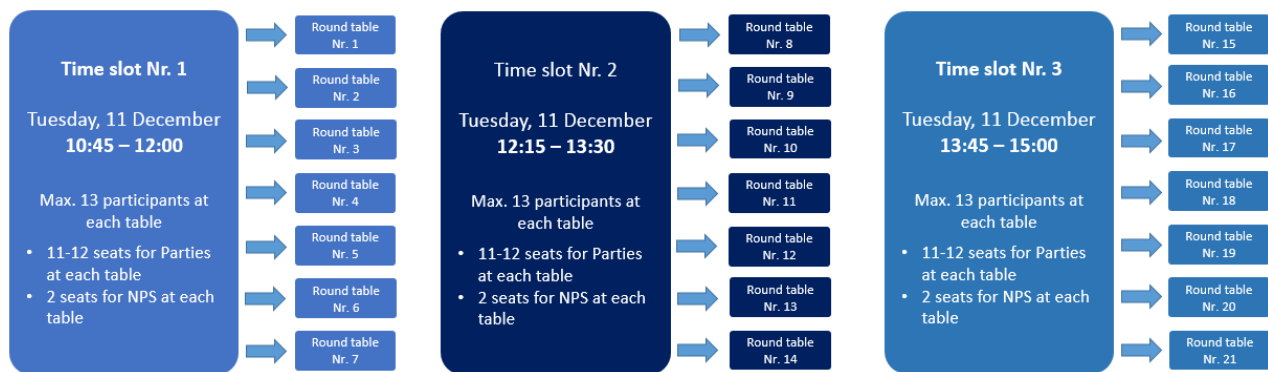 Time slot Nr. 1
Tuesday, 11 December
10:45 – 12:00
Max. 13 participants at
each table
• 11-12 seats for Parties
at each table
• 2 seats for NPS at each
table
Round table
Nr. 1
Round table
Nr. 2
Round table
Nr. 3
Round table
Nr. 4
Round table
Nr. 5
Round table
Nr. 6
Round table
Nr. 7
Time slot Nr. 2
Tuesday, 11 December
12:15 – 13:30
Max. 13 participants at
each table
• 11-12 seats for Parties
at each table
• 2 seats for NPS at each
table
Round table
Nr. 8
Round table
Nr. 9
Round table
Nr. 10
Round table
Nr. 11
Round table
Nr. 12
Round table
Nr. 13
Round table
Nr. 14
Time slot Nr. 3
Tuesday, 11 December
13:45 – 15:00
Max. 13 participants at
each table
• 11-12 seats for Parties
at each table
• 2 seats for NPS at each
table
Round table
Nr. 15
Round table
Nr. 16
Round table
Nr. 17
Round table
Nr. 18
Round table
Nr. 19
Round table
Nr. 20
Round table
Nr. 21